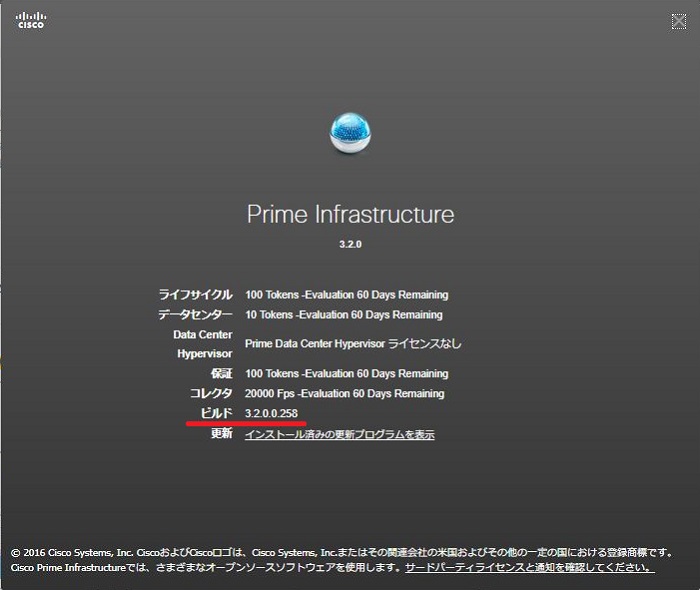 CISCO
Prime Infrastructure
3.2.0
ライフサイクル 100 Tokens -Evaluation 60 Days Remaining
データセンター 10 Tokens -Evaluation 60 Days Remaining
Data Center
Hypervisor Prime Data Center Hypervisor ライセンスなし
保証 100 Tokens -Evaluation 60 Days Remaining
コレクタ 20000 Fps -Evaluation 60 Days Remaining
ビルド 3.2.0.0.258
更新 インストール済みの更新プログラムを表示
© 2016 Cisco Systems, Inc. CiscoおよびCiscoロゴは、Cisco Systems, Inc.またはその関連会社の米国およびその他の一定の国における登録商標です。
Cisco Prime Infrastructureでは、さまざまなオープンソースソフトウェアを使用します。サードパーティライセンスと通知を確認してください。